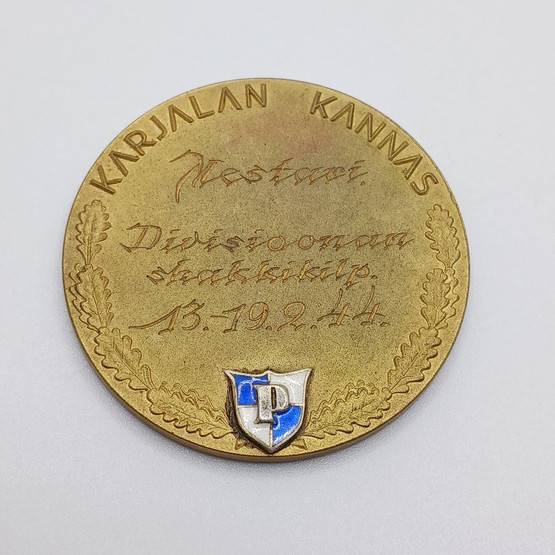 KARJALAN KANNAS
Mestari.
Divisioonan
shakkikilp.
13.-19.2.44.
P